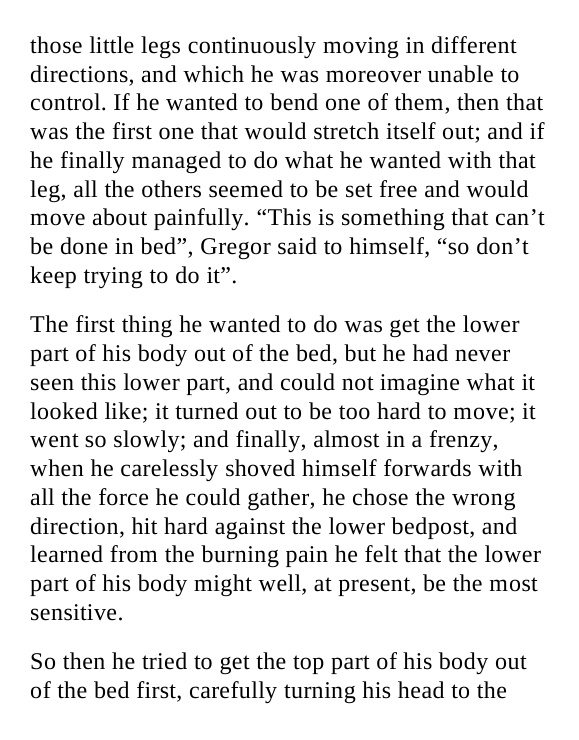 those little legs continuously moving in different
directions, and which he was moreover unable to
control. If he wanted to bend one of them, then that
was the first one that would stretch itself out; and if
he finally managed to do what he wanted with that
leg, all the others seemed to be set free and would
move about painfully. “This is something that can’t
be done in bed”, Gregor said to himself, “so don’t
keep trying to do it”.
The first thing he wanted to do was get the lower
part of his body out of the bed, but he had never
seen this lower part, and could not imagine what it
looked like; it turned out to be too hard to move; it
went so slowly; and finally, almost in a frenzy,
when he carelessly shoved himself forwards with
all the force he could gather, he chose the wrong
direction, hit hard against the lower bedpost, and
learned from the burning pain he felt that the lower
part of his body might well, at present, be the most
sensitive.
So then he tried to get the top part of his body out
of the bed first, carefully turning his head to the